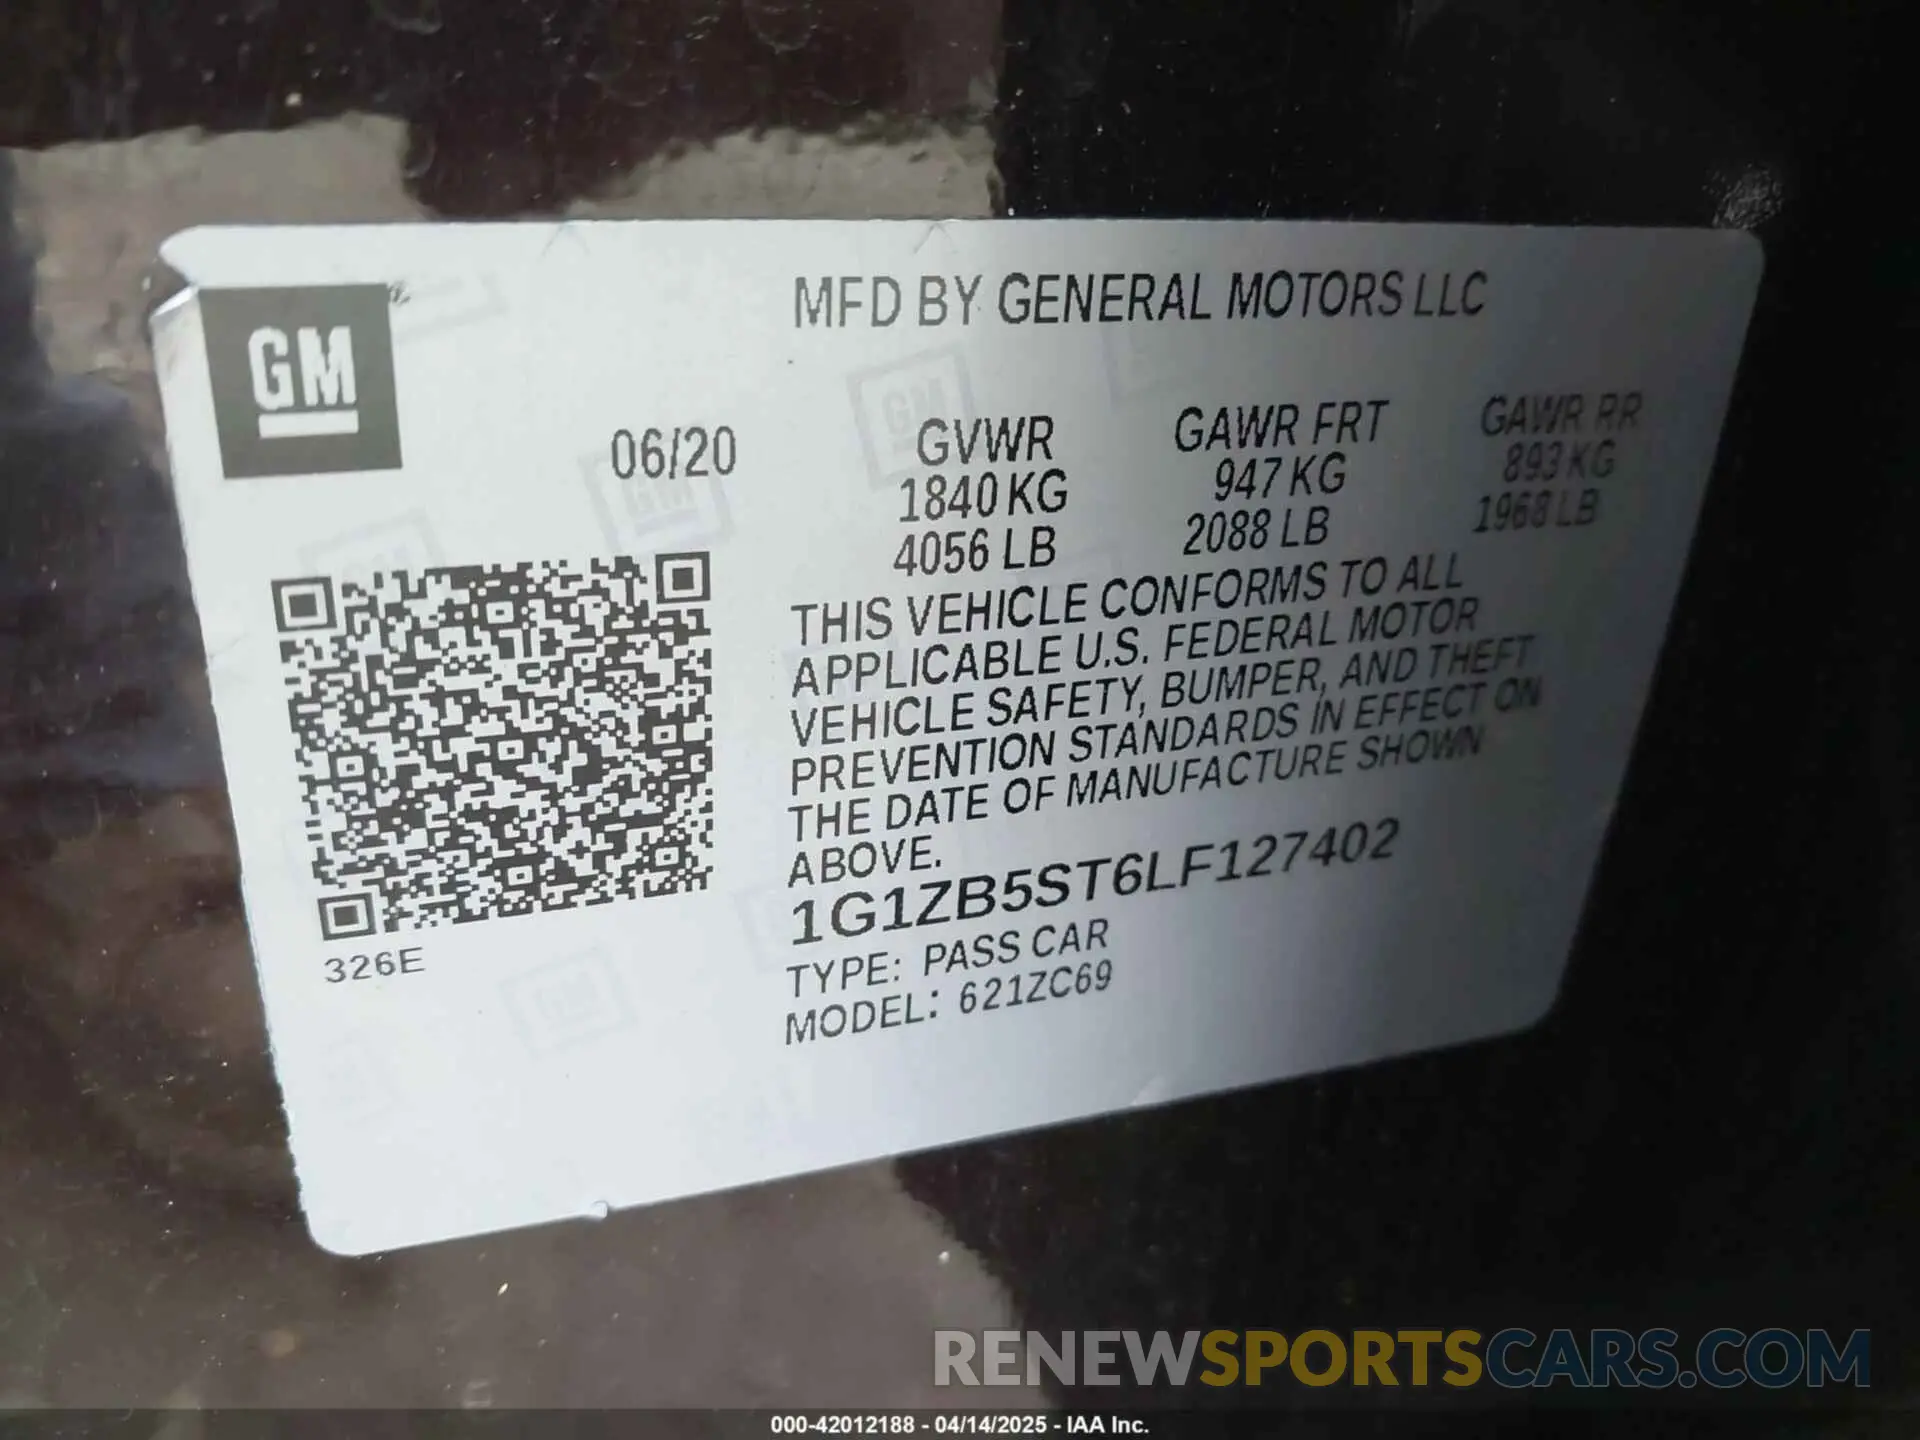 MFD BY GENERAL MOTORS LLC
GM
06/20
GVWR GAWR FRT GAWR RR
1840 KG 947 KG 893 KG
4056 LB 2088 LB 1968 LB
THIS VEHICLE CONFORMS TO ALL
APPLICABLE U.S. FEDERAL MOTOR
VEHICLE SAFETY, BUMPER, AND THEFT
PREVENTION STANDARDS IN EFFECT ON
THE DATE OF MANUFACTURE SHOWN
ABOVE.
1G1ZB5ST6LF127402
TYPE: PASS CAR
MODEL: 621ZC69
326E
RENEWSPORTSCARS.COM
000-42012188 - 04/14/2025 - IAA Inc.